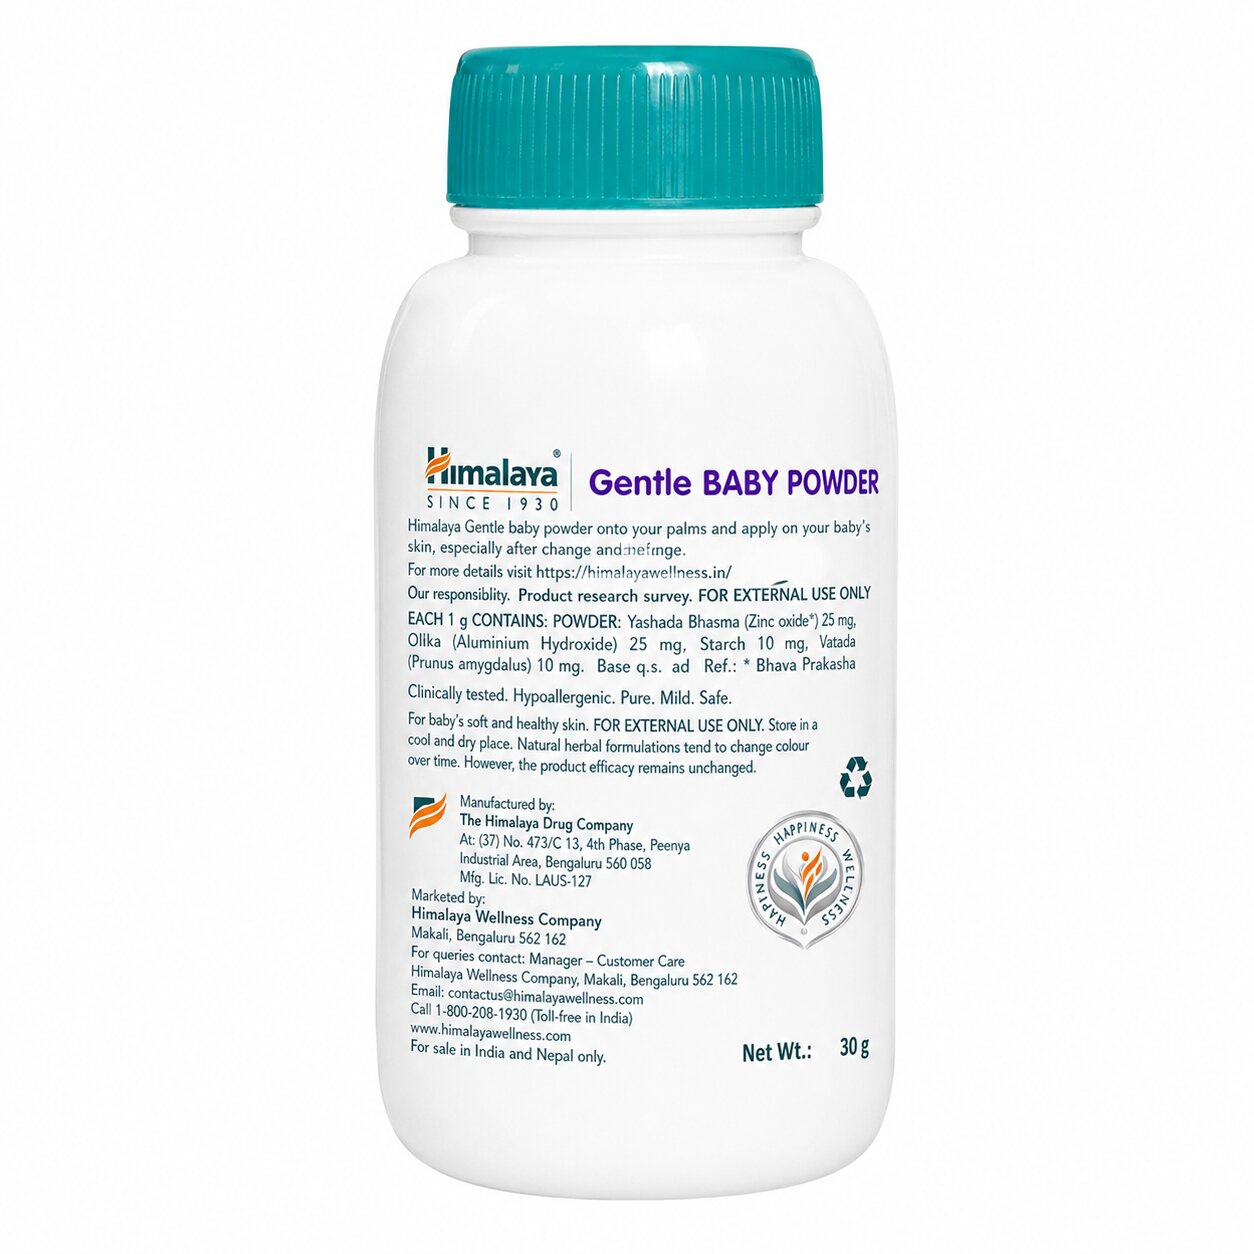 Himalaya®
SINCE 1930
Gentle BABY POWDER
Himalaya Gentle baby powder onto your palms and apply on your baby's
skin, especially after change and
For more details visit https://himalayawellness.in/
Our responsiblity. Product research survey. FOR EXTERNAL USE ONLY
EACH 1 g CONTAINS: POWDER: Yashada Bhasma (Zinc oxide*) 25 mg,
Olika (Aluminium Hydroxide) 25 mg, Starch 10 mg, Vatada
(Prunus amygdalus) 10 mg. Base q.s. ad Ref.: * Bhava Prakasha
Clinically tested. Hypoallergenic. Pure. Mild. Safe.
For baby's soft and healthy skin. FOR EXTERNAL USE ONLY. Store in a
cool and dry place. Natural herbal formulations tend to change colour
over time. However, the product efficacy remains unchanged.
Manufactured by:
The Himalaya Drug Company
At: (37) No. 473/C 13, 4th Phase, Peenya
Industrial Area, Bengaluru 560 058
Mfg. Lic. No. LAUS-127
HAPINESS HAPPINESS WELLNESS
Marketed by:
Himalaya Wellness Company
Makali, Bengaluru 562 162
For queries contact: Manager – Customer Care
Himalaya Wellness Company, Makali, Bengaluru 562 162
Email: contactus@himalayawellness.com
Call 1-800-208-1930 (Toll-free in India)
www.himalayawellness.com
For sale in India and Nepal only.
Net Wt.: 30 g